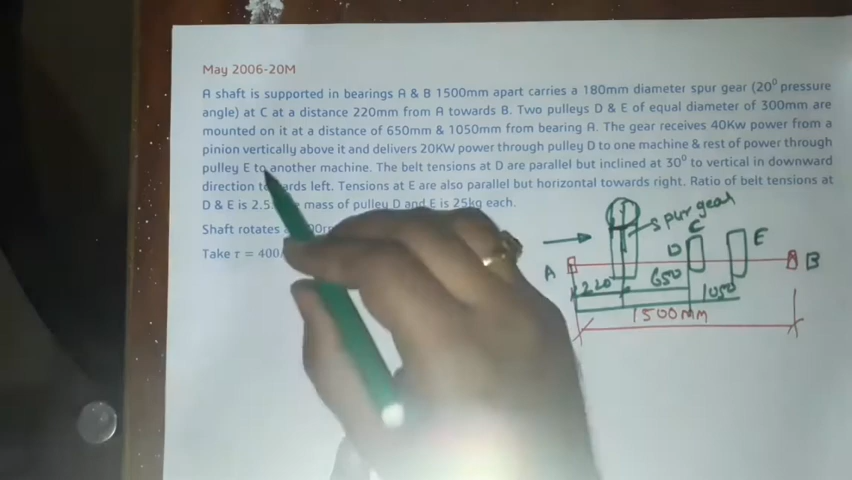 May 2006-20M
A shaft is supported in bearings A & B 1500mm apart carries a 180mm diameter spur gear (20⁰ pressure
angle) at C at a distance 220mm from A towards B. Two pulleys D & E of equal diameter of 300mm are
mounted on it at a distance of 650mm & 1050mm from bearing A. The gear receives 40Kw power from a
pinion vertically above it and delivers 20KW power through pulley D to one machine & rest of power through
pulley E to another machine. The belt tensions at D are parallel but inclined at 30⁰ to vertical in downward
direction towards left. Tensions at E are also parallel but horizontal towards right. Ratio of belt tensions at
D & E is 2.5 mass of pulley D and E is 25kg each.
Shaft rotates
Take τ = 400
spur gear
C
D
E
A
B
220
650
1050
1500MM